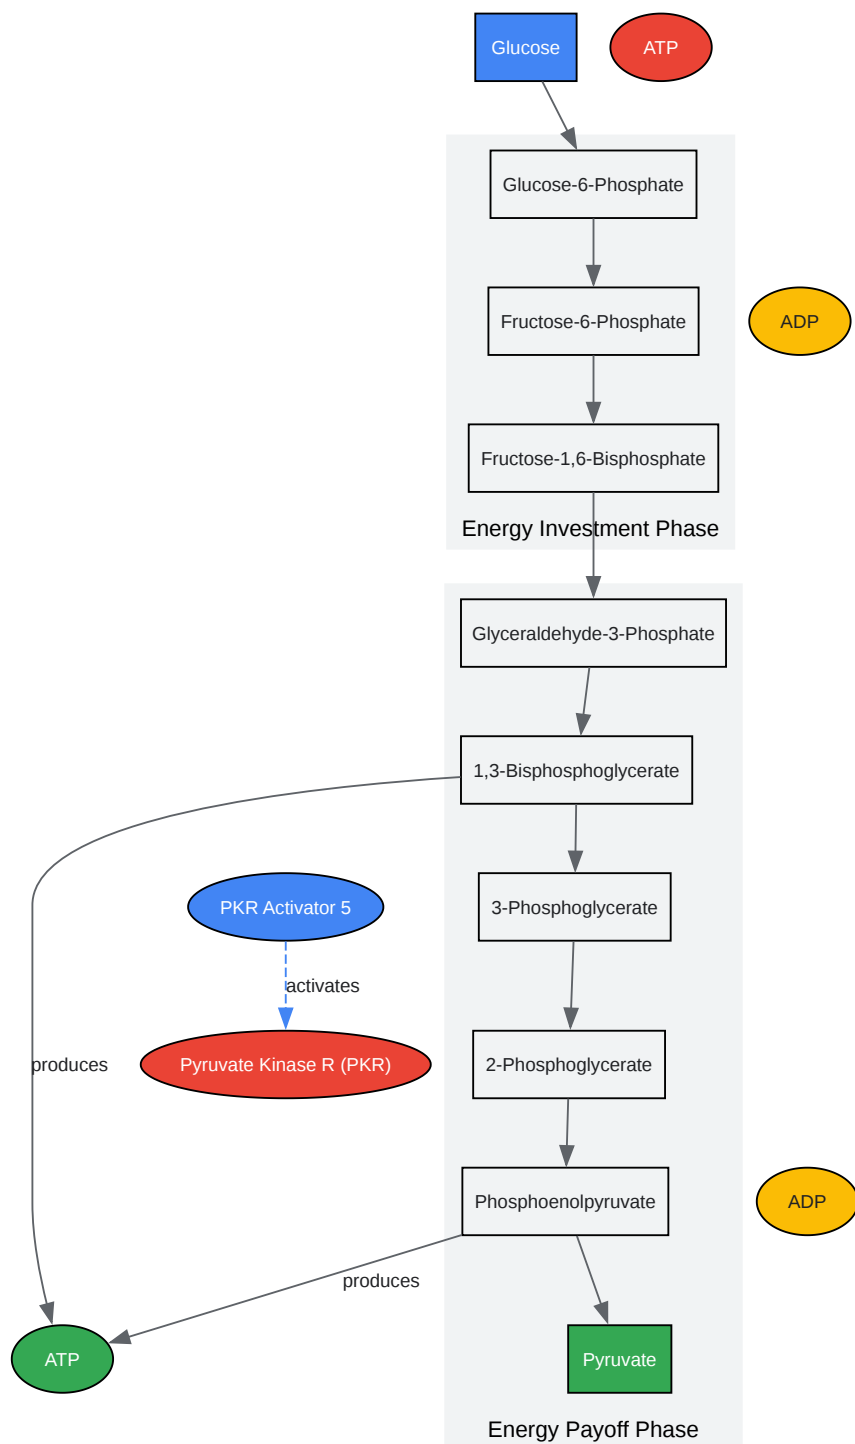 Glucose
ATP
Glucose-6-Phosphate
Fructose-6-Phosphate
ADP
Fructose-1,6-Bisphosphate
Energy Investment Phase
Glyceraldehyde-3-Phosphate
1,3-Bisphosphoglycerate
PKR Activator 5
3-Phosphoglycerate
activates
produces
Pyruvate Kinase R (PKR)
2-Phosphoglycerate
Phosphoenolpyruvate
ADP
produces
ATP
Pyruvate
Energy Payoff Phase